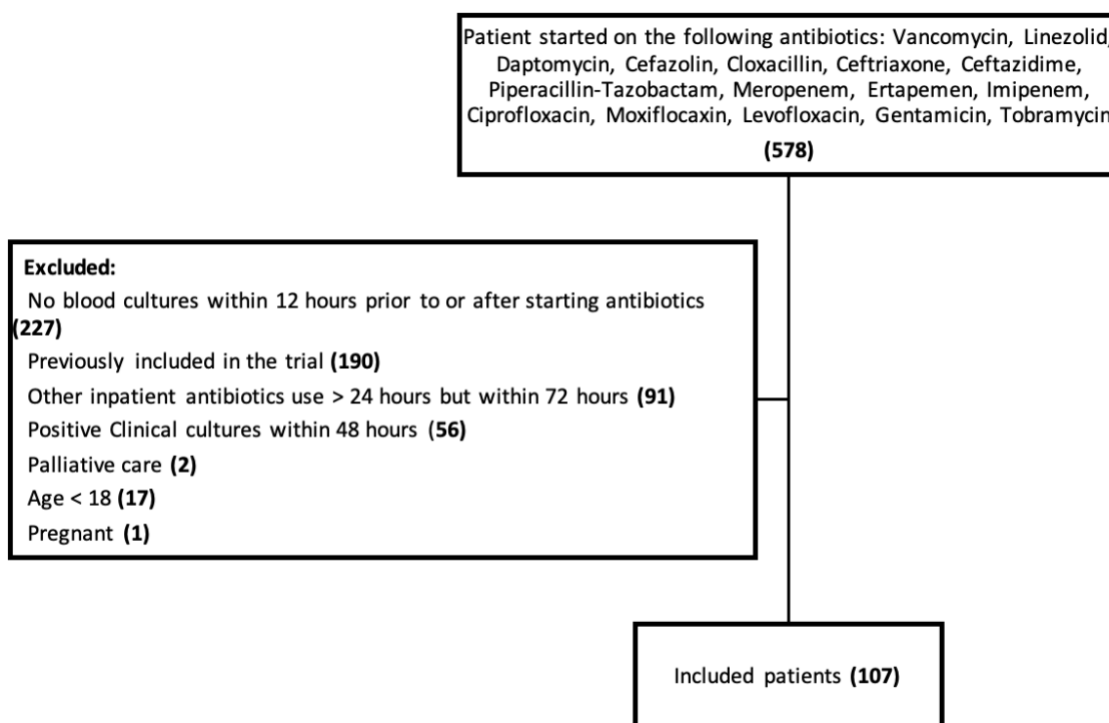 Patient started on the following antibiotics: Vancomycin, Linezolid,
Daptomycin, Cefazolin, Cloxacillin, Ceftriaxone, Ceftazidime,
Piperacillin-Tazobactam, Meropenem, Ertapemen, Imipenem,
Ciprofloxacin, Moxiflocaxin, Levofloxacin, Gentamicin, Tobramycin
(578)
Excluded:
No blood cultures within 12 hours prior to or after starting antibiotics
(227)
Previously included in the trial (190)
Other inpatient antibiotics use > 24 hours but within 72 hours (91)
Positive Clinical cultures within 48 hours (56)
Palliative care (2)
Age < 18 (17)
Pregnant (1)
Included patients (107)